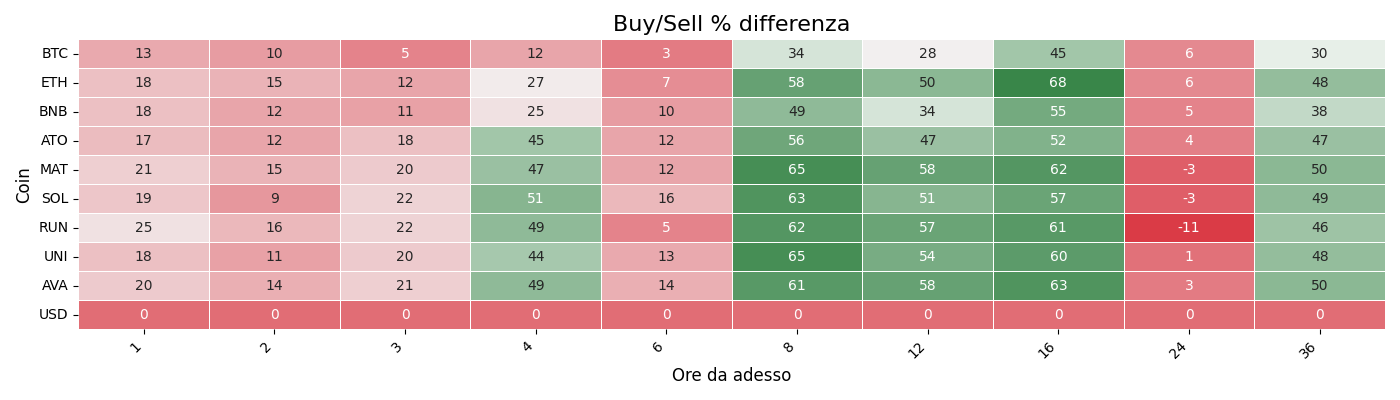 Buy/Sell % differenza
Coin
BTC 13 10 5 12 3 34 28 45 6 30
ETH 18 15 12 27 7 58 50 68 6 48
BNB 18 12 11 25 10 49 34 55 5 38
ATO 17 12 18 45 12 56 47 52 4 47
MAT 21 15 20 47 12 65 58 62 -3 50
SOL 19 9 22 51 16 63 51 57 -3 49
RUN 25 16 22 49 5 62 57 61 -11 46
UNI 18 11 20 44 13 65 54 60 1 48
AVA 20 14 21 49 14 61 58 63 3 50
USD 0 0 0 0 0 0 0 0 0 0
1 2 3 4 6 8 12 16 24 36
Ore da adesso